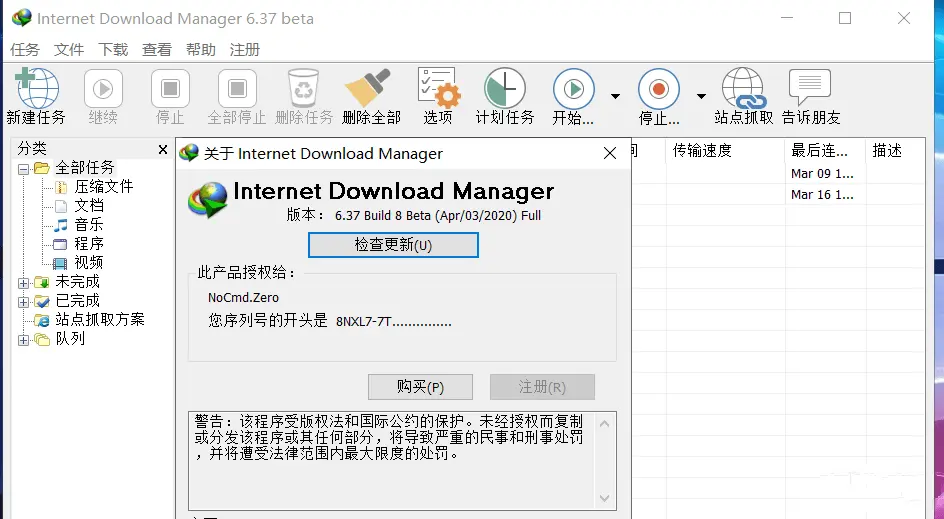 Internet Download Manager 6.37 beta
任务 文件 下载 查看 帮助 注册
新建任务 继续 停止 全部停止 删除任务 删除全部 选项 计划任务 开始... 停止... 站点抓取 告诉朋友
分类
全部任务
压缩文件
文档
音乐
程序
视频
未完成
已完成
站点抓取方案
队列
传输速度 最后连... 描述
Mar 09 1...
Mar 16 1...
关于 Internet Download Manager
Internet Download Manager
版本： 6.37 Build 8 Beta (Apr/03/2020) Full
检查更新(U)
此产品授权给：
NoCmd.Zero
您序列号的开头是 8NXL7-7T...............
购买(P) 注册(R)
警告：该程序受版权法和国际公约的保护。未经授权而复制
或分发该程序或其任何部分，将导致严重的民事和刑事处罚
，并将遭受法律范围内最大限度的处罚。